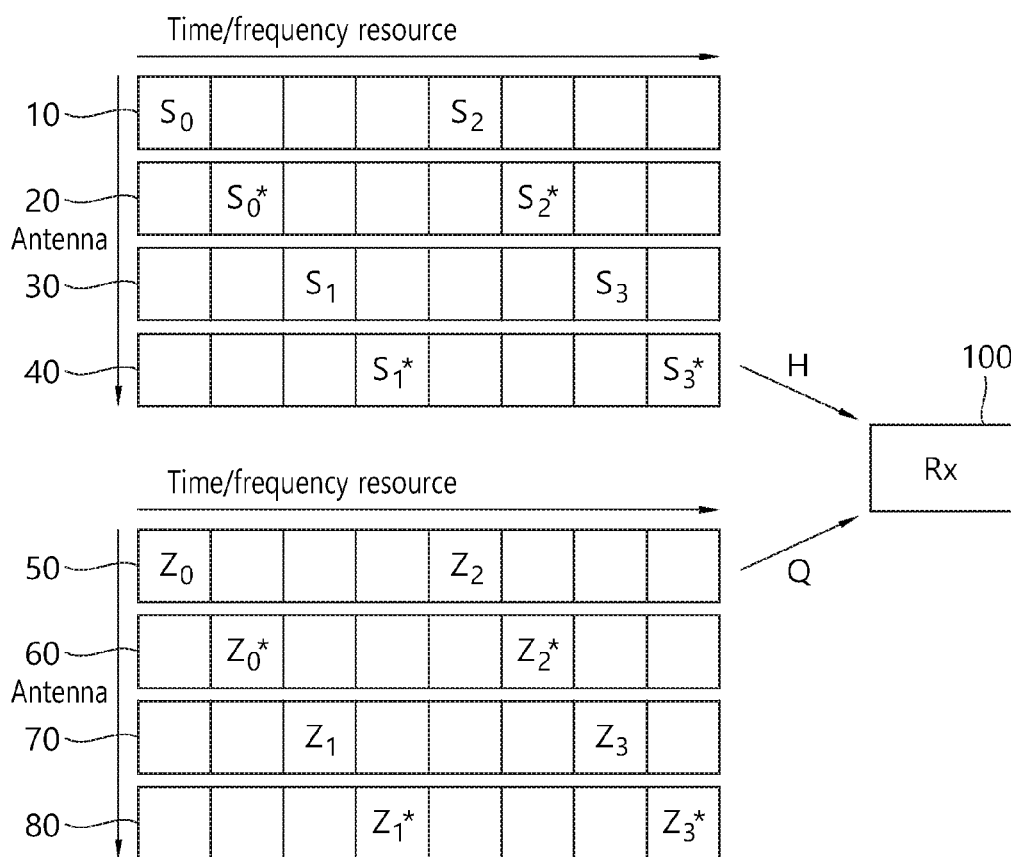 Time/frequency resource
10 S₀ S₂
20 S₀* S₂*
Antenna
30 S₁ S₃
40 S₁* S₃*
H
100
Rx
Time/frequency resource
50 Z₀ Z₂
Q
60 Z₀* Z₂*
Antenna
70 Z₁ Z₃
80 Z₁* Z₃*